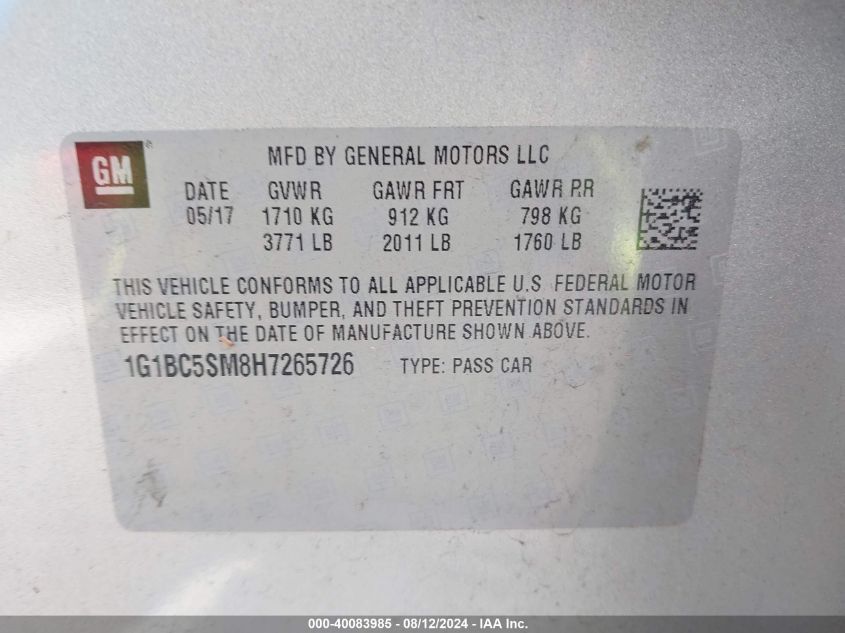 GM
MFD BY GENERAL MOTORS LLC
DATE GVWR GAWR FRT GAWR RR
05/17 1710 KG 912 KG 798 KG
3771 LB 2011 LB 1760 LB
THIS VEHICLE CONFORMS TO ALL APPLICABLE U.S. FEDERAL MOTOR
VEHICLE SAFETY, BUMPER, AND THEFT PREVENTION STANDARDS IN
EFFECT ON THE DATE OF MANUFACTURE SHOWN ABOVE.
1G1BC5SM8H7265726 TYPE: PASS CAR
000-40083985 - 08/12/2024 - IAA Inc.